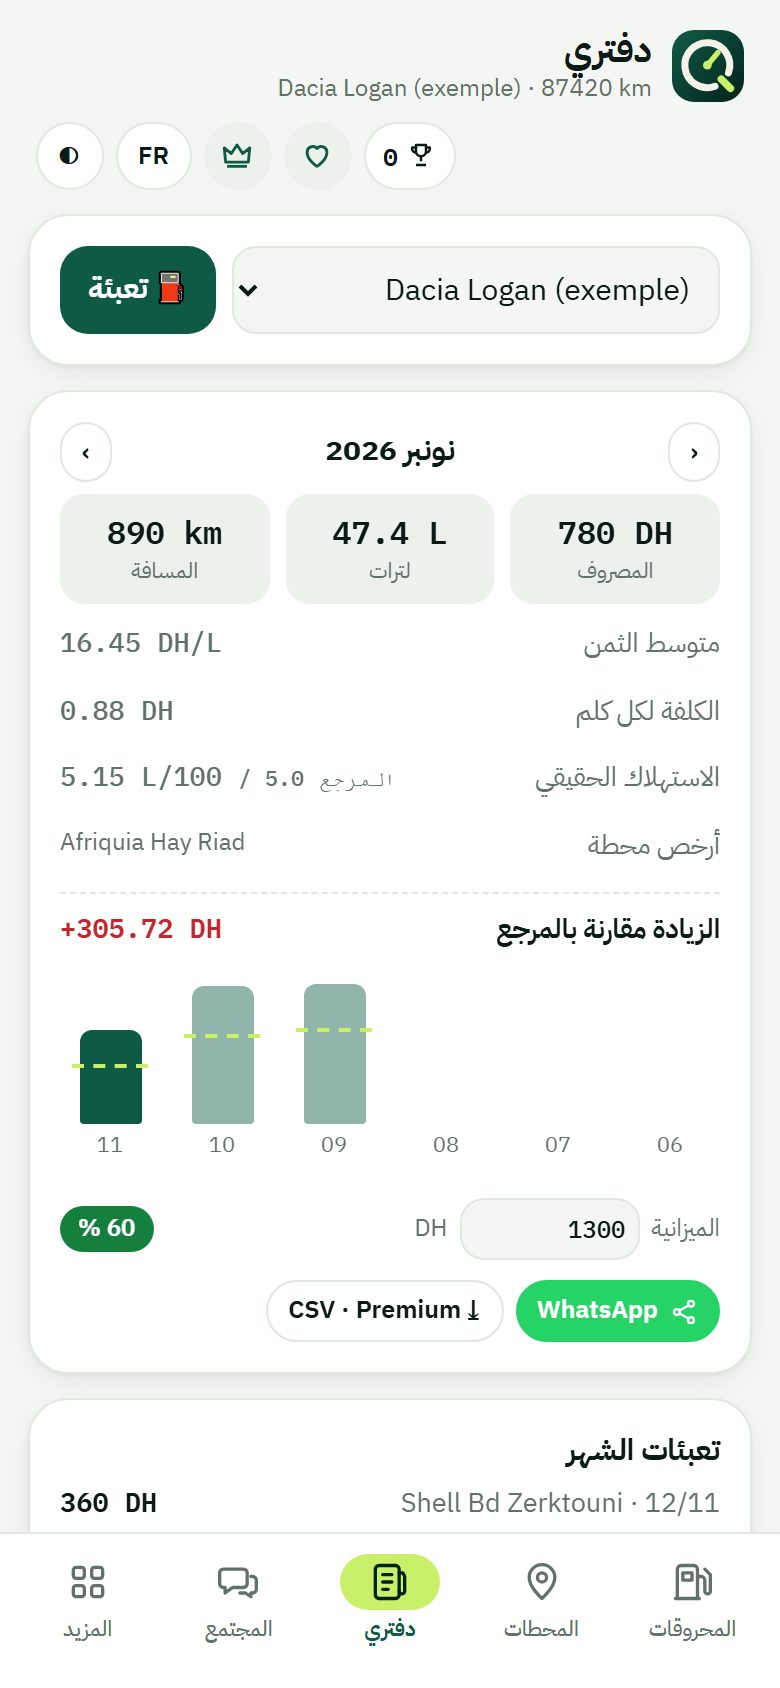 دفتري
Dacia Logan (exemple) · 87420 km
0
FR
Dacia Logan (exemple)
تعبئة
نونبر 2026
780 DH
المصروف
47.4 L
لترات
890 km
المسافة
متوسط الثمن 16.45 DH/L
الكلفة لكل كلم 0.88 DH
الاستهلاك الحقيقي 5.15 L/100 / 5.0 المرجع
أرخص محطة Afriquia Hay Riad
الزيادة مقارنة بالمرجع +305.72 DH
06 07 08 09 10 11
الميزانية 1300 DH 60 %
WhatsApp
CSV · Premium ⤓
تعبئات الشهر
Shell Bd Zerktouni · 12/11 360 DH
المحروقات
المحطات
دفتري
المجتمع
المزيد